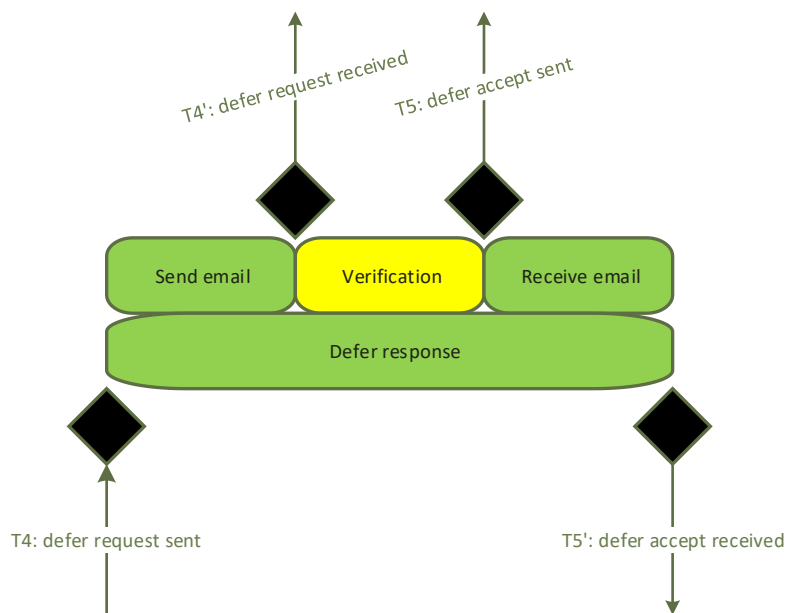 T4': defer request received
T5: defer accept sent
Send email
Verification
Receive email
Defer response
T4: defer request sent
T5': defer accept received